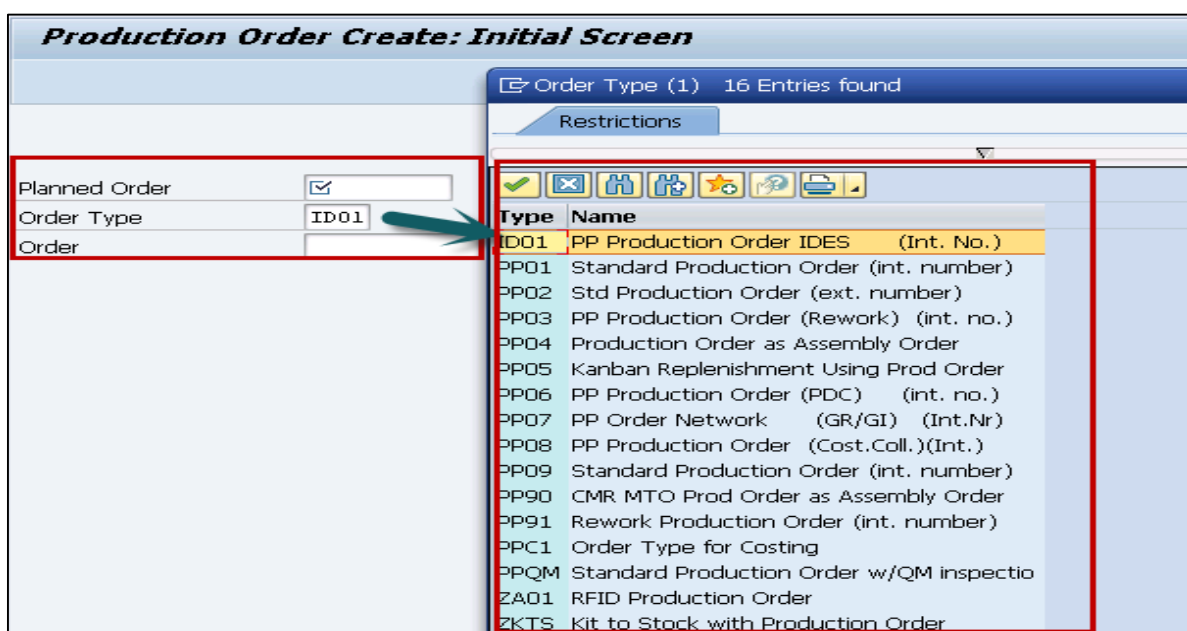 Production Order Create: Initial Screen
Order Type (1) 16 Entries found
Restrictions
Planned Order
Order Type ID01
Order
Type Name
ID01 PP Production Order IDES (Int. No.)
PP01 Standard Production Order (int. number)
PP02 Std Production Order (ext. number)
PP03 PP Production Order (Rework) (int. no.)
PP04 Production Order as Assembly Order
PP05 Kanban Replenishment Using Prod Order
PP06 PP Production Order (PDC) (int. no.)
PP07 PP Order Network (GR/GI) (Int.Nr)
PP08 PP Production Order (Cost.Coll.)(Int.)
PP09 Standard Production Order (int. number)
PP90 CMR MTO Prod Order as Assembly Order
PP91 Rework Production Order (int. number)
PPC1 Order Type for Costing
PPQM Standard Production Order w/QM inspectio
ZA01 RFID Production Order
ZKTS Kit to Stock with Production Order